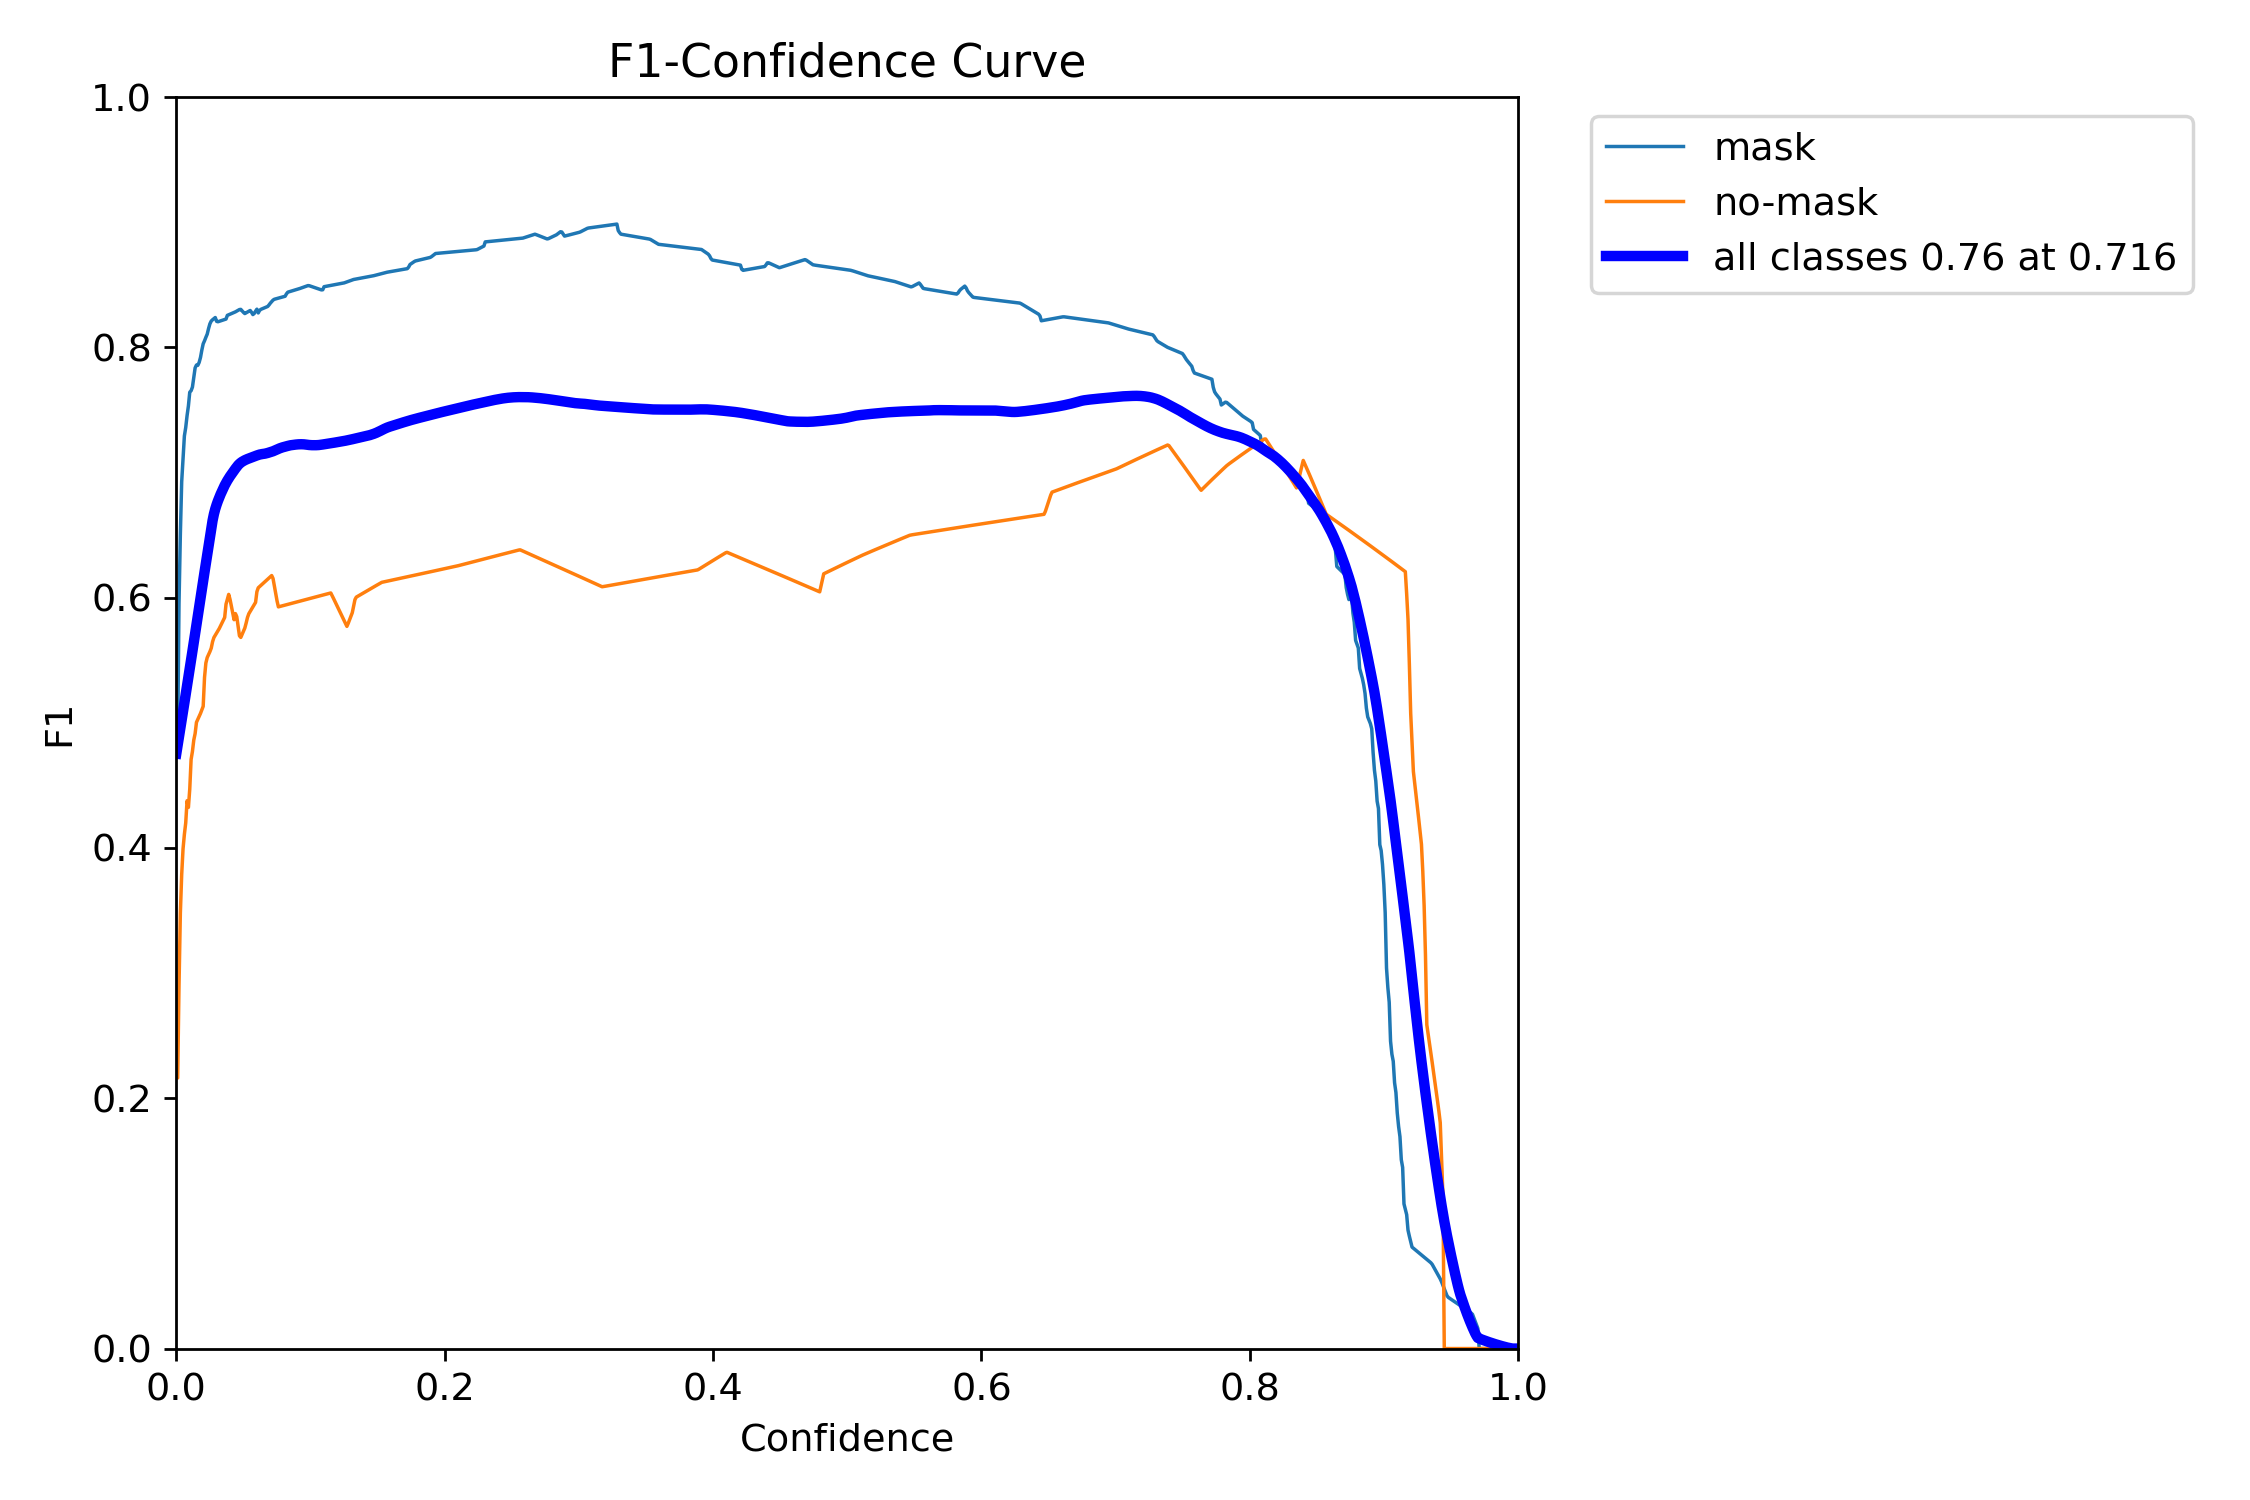 F1-Confidence Curve
mask
no-mask
all classes 0.76 at 0.716
1.0
0.8
0.6
0.4
0.2
0.0
F1
0.0 0.2 0.4 0.6 0.8 1.0
Confidence